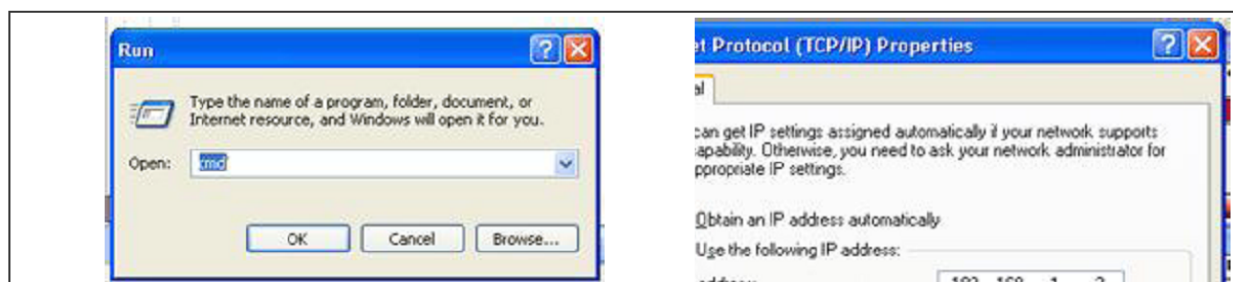 Run
Type the name of a program, folder, document, or
Internet resource, and Windows will open it for you.
Open: cmd
OK Cancel Browse...
et Protocol (TCP/IP) Properties
al
can get IP settings assigned automatically if your network supports
capability. Otherwise, you need to ask your network administrator for
ppropriate IP settings.
Obtain an IP address automatically
Use the following IP address: